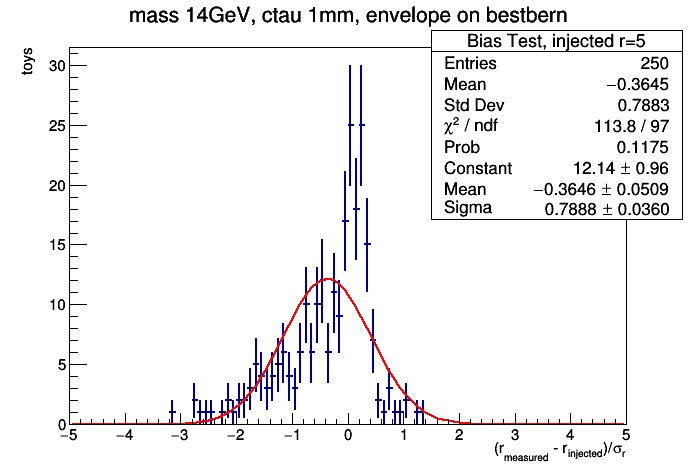 mass 14GeV, ctau 1mm, envelope on bestbern
Bias Test, injected r=5
Entries 250
Mean −0.3645
Std Dev 0.7883
χ² / ndf 113.8 / 97
Prob 0.1175
Constant 12.14 ± 0.96
Mean −0.3646 ± 0.0509
Sigma 0.7888 ± 0.0360
toys
30
25
20
15
10
5
0
−5 −4 −3 −2 −1 0 1 2 3 4 5
(r_measured - r_injected)/σ_r